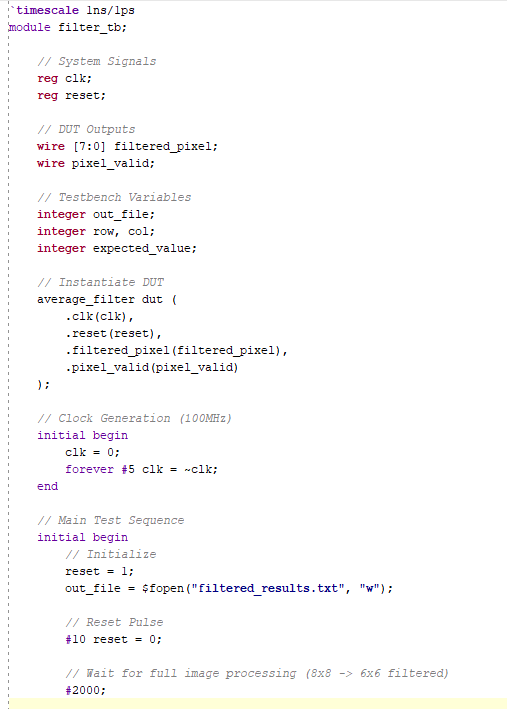 `timescale 1ns/1ps
module filter_tb;
// System Signals
reg clk;
reg reset;
// DUT Outputs
wire [7:0] filtered_pixel;
wire pixel_valid;
// Testbench Variables
integer out_file;
integer row, col;
integer expected_value;
// Instantiate DUT
average_filter dut (
.clk(clk),
.reset(reset),
.filtered_pixel(filtered_pixel),
.pixel_valid(pixel_valid)
);
// Clock Generation (100MHz)
initial begin
clk = 0;
forever #5 clk = ~clk;
end
// Main Test Sequence
initial begin
// Initialize
reset = 1;
out_file = $fopen("filtered_results.txt", "w");
// Reset Pulse
#10 reset = 0;
// Wait for full image processing (8x8 -> 6x6 filtered)
#2000;